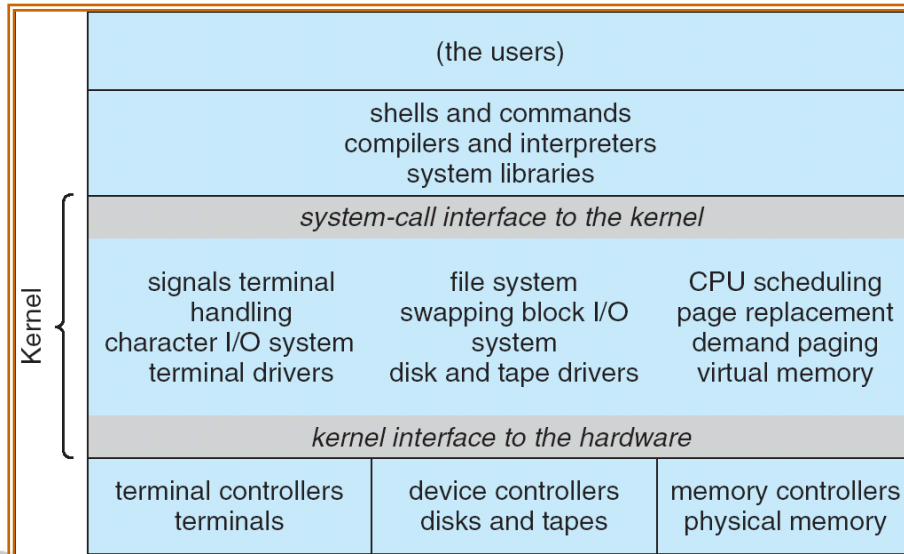 (the users)
shells and commands
compilers and interpreters
system libraries
Kernel
system-call interface to the kernel
signals terminal
handling
character I/O system
terminal drivers
file system
swapping block I/O
system
disk and tape drivers
CPU scheduling
page replacement
demand paging
virtual memory
kernel interface to the hardware
terminal controllers
terminals
device controllers
disks and tapes
memory controllers
physical memory